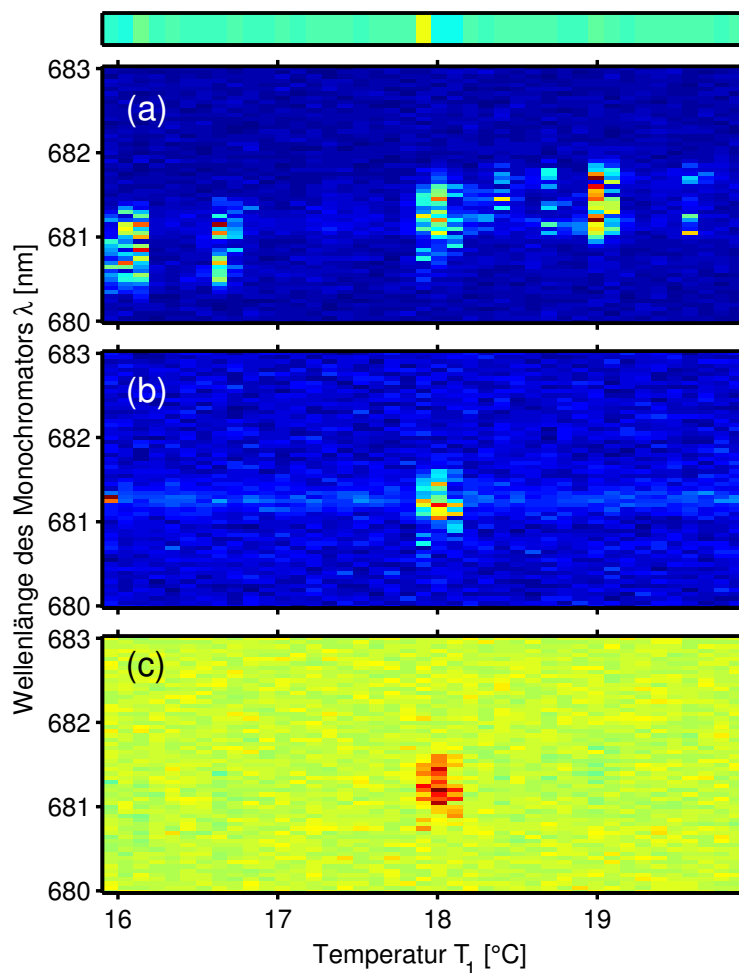 683
(a)
682
681
680
683
(b)
682
681
680
683
(c)
682
681
680
16 17 18 19
Temperatur T₁ [°C]
Wellenlänge des Monochromators λ [nm]